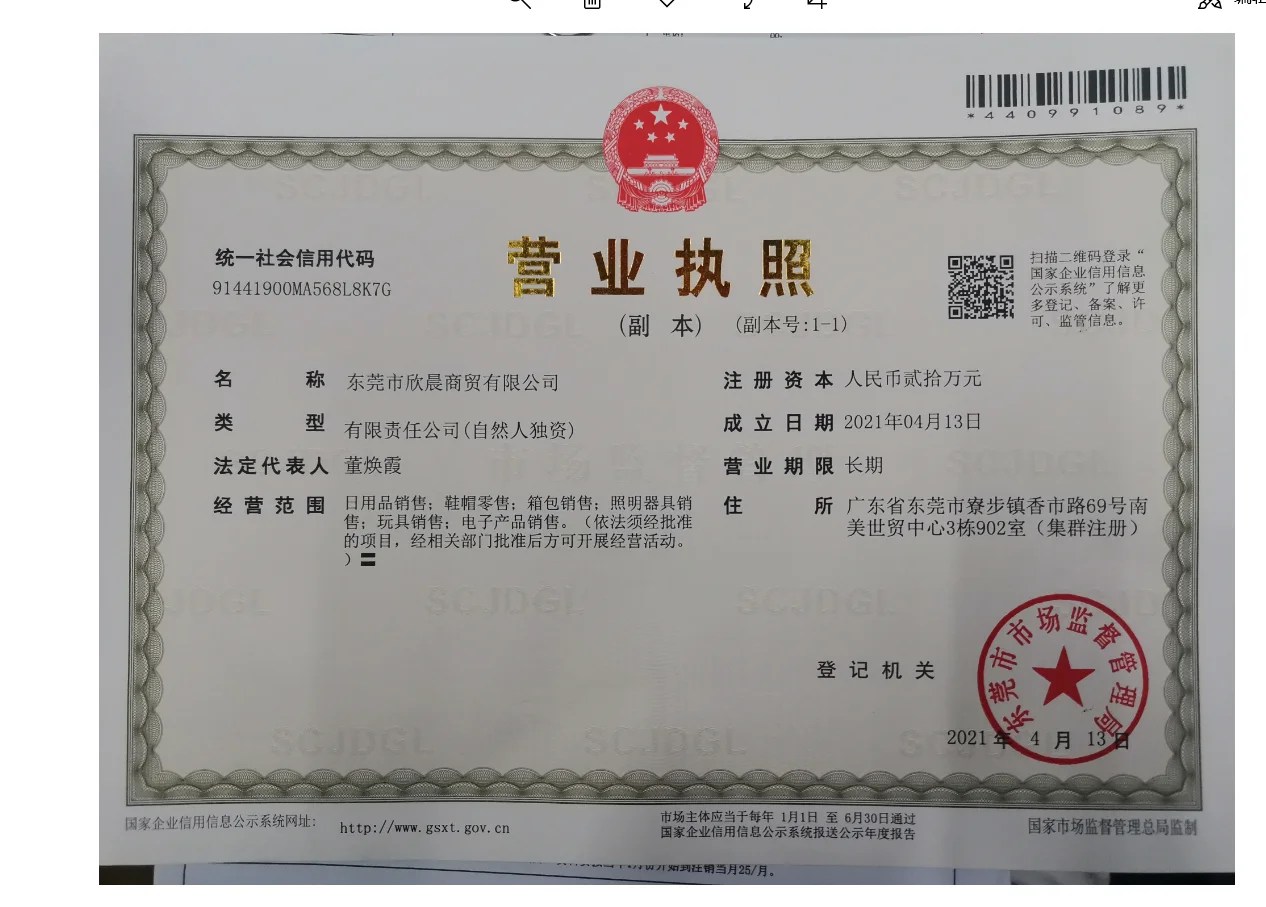 *440991089*
统一社会信用代码
91441900MA568L8K7G
营业执照
(副 本) (副本号:1-1)
扫描二维码登录“
国家企业信用信息
公示系统”了解更
多登记、备案、许
可、监管信息。
名 称 东莞市欣晨商贸有限公司
类 型 有限责任公司(自然人独资)
法定代表人 董焕霞
经营范围 日用品销售；鞋帽零售；箱包销售；照明器具销
售；玩具销售；电子产品销售。（依法须经批准
的项目，经相关部门批准后方可开展经营活动。
）〓
注册资本 人民币贰拾万元
成立日期 2021年04月13日
营业期限 长期
住 所 广东省东莞市寮步镇香市路69号南
美世贸中心3栋902室（集群注册）
登记机关
东莞市市场监督管理局
2021 年 4 月 13 日
国家企业信用信息公示系统网址: http://www.gsxt.gov.cn
市场主体应当于每年 1月1日 至 6月30日通过
国家企业信用信息公示系统报送公示年度报告
国家市场监督管理总局监制
SCJDGL